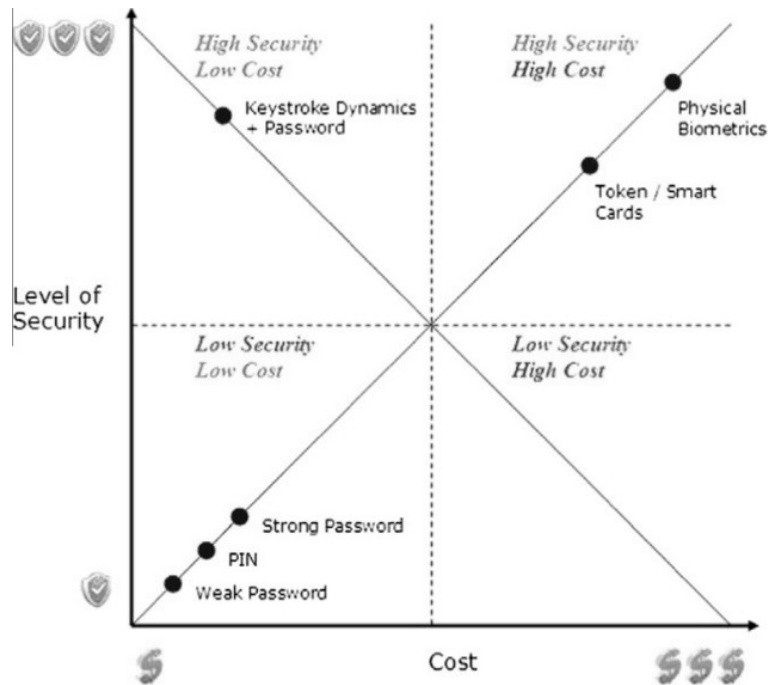 High Security
Low Cost
High Security
High Cost
Keystroke Dynamics
+ Password
Physical
Biometrics
Token / Smart
Cards
Level of
Security
Low Security
Low Cost
Low Security
High Cost
Strong Password
PIN
Weak Password
$
Cost
$ $ $